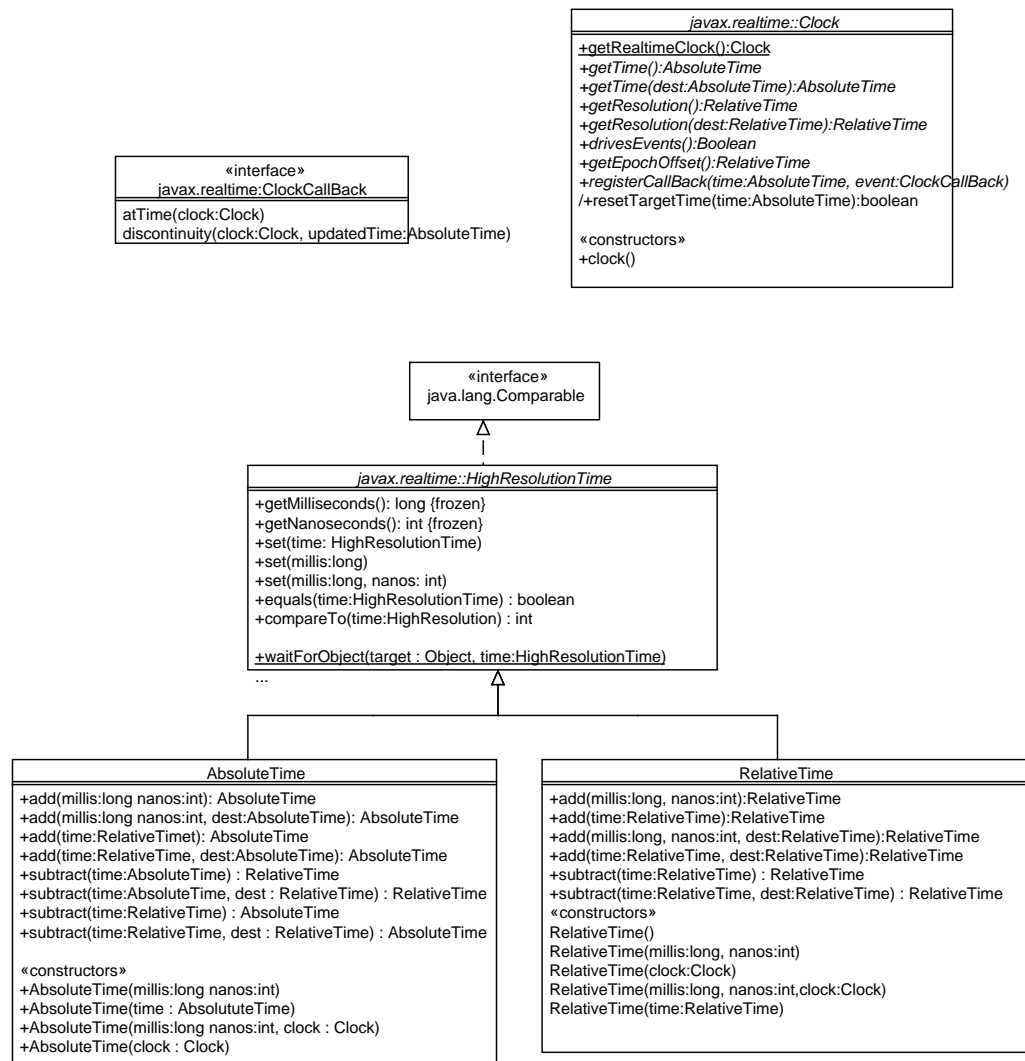 javax.realtime::Clock
+getRealtimeClock():Clock
+getTime():AbsoluteTime
+getTime(dest:AbsoluteTime):AbsoluteTime
+getResolution():RelativeTime
+getResolution(dest:RelativeTime):RelativeTime
+drivesEvents():Boolean
+getEpochOffset():RelativeTime
+registerCallBack(time:AbsoluteTime, event:ClockCallBack)
/+resetTargetTime(time:AbsoluteTime):boolean
«constructors»
+clock()
«interface»
javax.realtime:ClockCallBack
atTime(clock:Clock)
discontinuity(clock:Clock, updatedTime:AbsoluteTime)
«interface»
java.lang.Comparable
javax.realtime::HighResolutionTime
+getMilliseconds(): long {frozen}
+getNanoseconds(): int {frozen}
+set(time: HighResolutionTime)
+set(millis:long)
+set(millis:long, nanos: int)
+equals(time:HighResolutionTime) : boolean
+compareTo(time:HighResolution) : int
+waitForObject(target : Object, time:HighResolutionTime)
...
AbsoluteTime
+add(millis:long nanos:int): AbsoluteTime
+add(millis:long nanos:int, dest:AbsoluteTime): AbsoluteTime
+add(time:RelativeTimet): AbsoluteTime
+add(time:RelativeTime, dest:AbsoluteTime): AbsoluteTime
+subtract(time:AbsoluteTime) : RelativeTime
+subtract(time:AbsoluteTime, dest : RelativeTime) : RelativeTime
+subtract(time:RelativeTime) : AbsoluteTime
+subtract(time:RelativeTime, dest : RelativeTime) : AbsoluteTime
«constructors»
+AbsoluteTime(millis:long nanos:int)
+AbsoluteTime(time : AbsolututeTime)
+AbsoluteTime(millis:long nanos:int, clock : Clock)
+AbsoluteTime(clock : Clock)
RelativeTime
+add(millis:long, nanos:int):RelativeTime
+add(time:RelativeTime):RelativeTime
+add(millis:long, nanos:int, dest:RelativeTime):RelativeTime
+add(time:RelativeTime, dest:RelativeTime):RelativeTime
+subtract(time:RelativeTime) : RelativeTime
+subtract(time:RelativeTime, dest:RelativeTime) : RelativeTime
«constructors»
RelativeTime()
RelativeTime(millis:long, nanos:int)
RelativeTime(clock:Clock)
RelativeTime(millis:long, nanos:int,clock:Clock)
RelativeTime(time:RelativeTime)